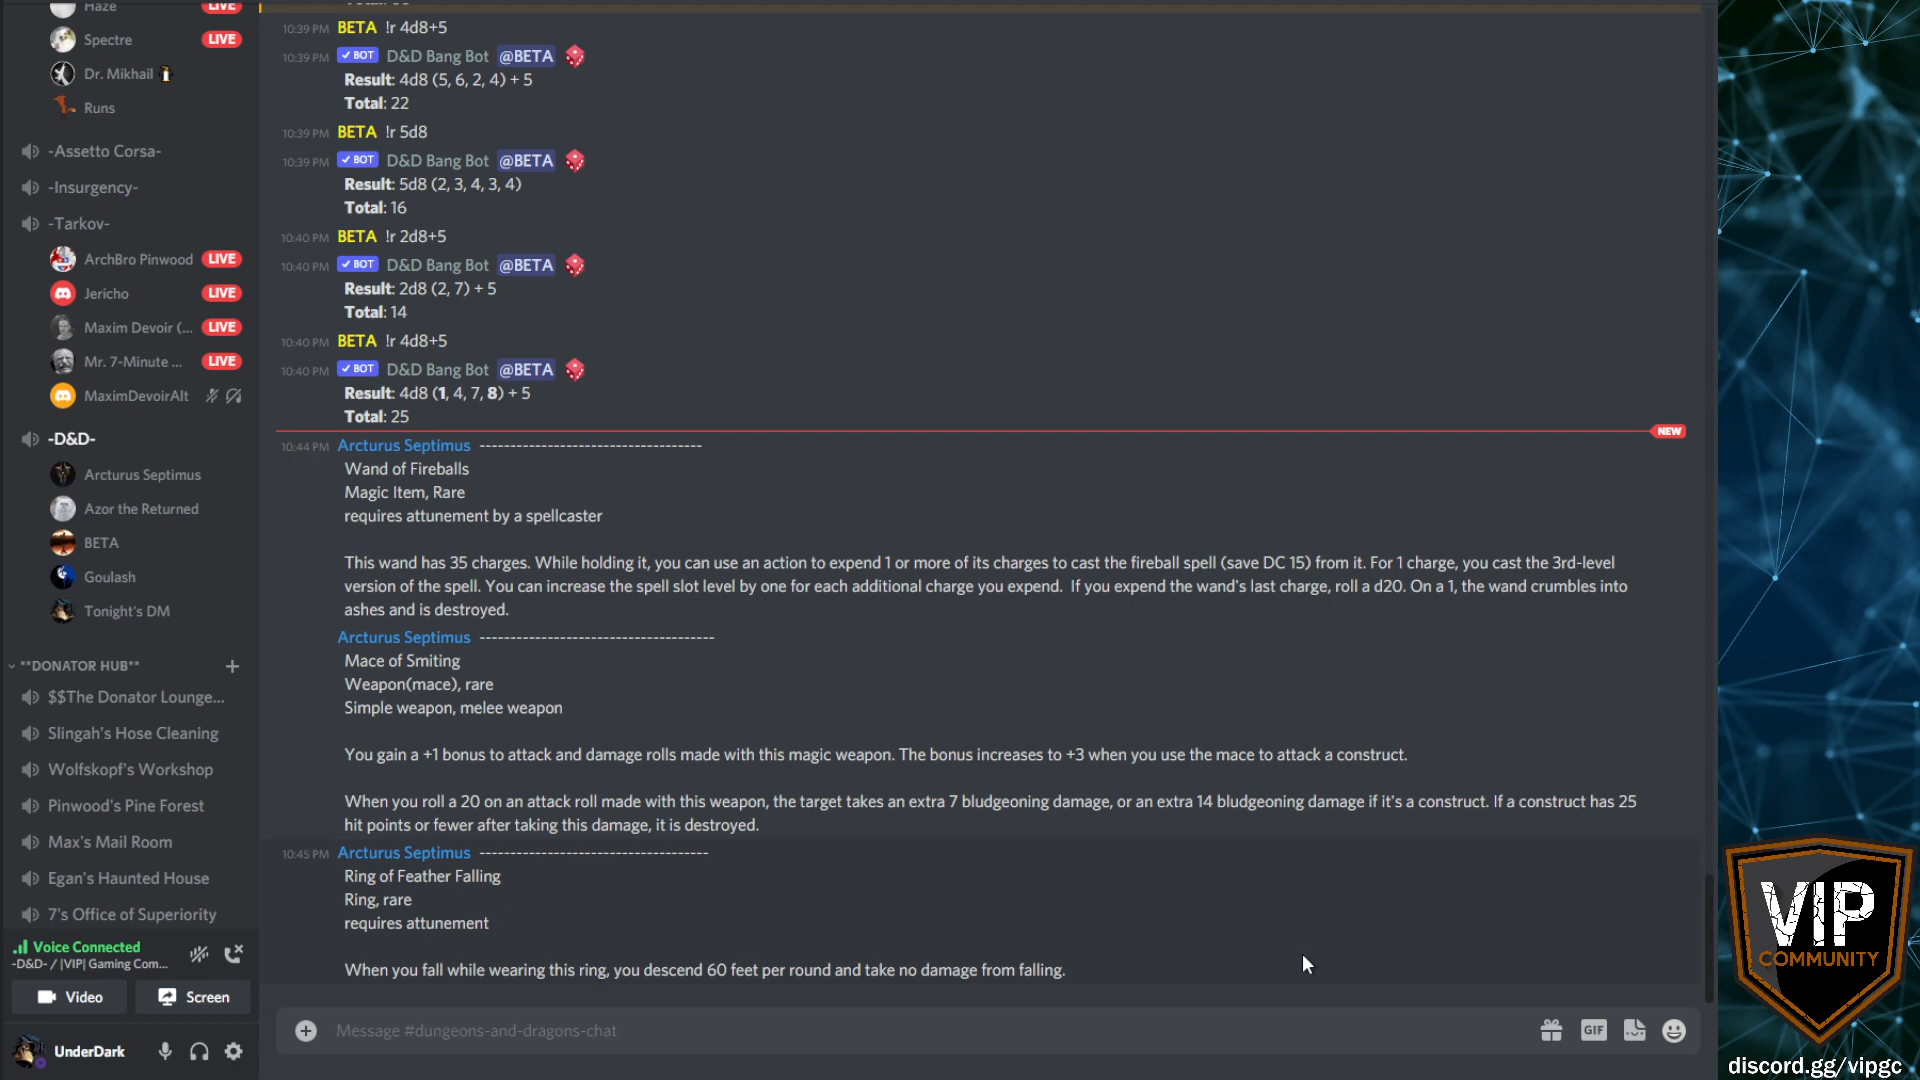 Haze LIVE
Spectre LIVE
Dr. Mikhail
Runs
-Assetto Corsa-
-Insurgency-
-Tarkov-
ArchBro Pinwood LIVE
Jericho LIVE
Maxim Devoir (... LIVE
Mr. 7-Minute ... LIVE
MaximDevoirAlt
-D&D-
Arcturus Septimus
Azor the Returned
BETA
Goulash
Tonight's DM
**DONATOR HUB** +
$$The Donator Lounge...
Slingah's Hose Cleaning
Wolfskopf's Workshop
Pinwood's Pine Forest
Max's Mail Room
Egan's Haunted House
7's Office of Superiority
Voice Connected
-D&D- / |VIP| Gaming Com...
Video Screen
UnderDark
10:39 PM BETA !r 4d8+5
10:39 PM BOT D&D Bang Bot @BETA
Result: 4d8 (5, 6, 2, 4) + 5
Total: 22
10:39 PM BETA !r 5d8
10:39 PM BOT D&D Bang Bot @BETA
Result: 5d8 (2, 3, 4, 3, 4)
Total: 16
10:40 PM BETA !r 2d8+5
10:40 PM BOT D&D Bang Bot @BETA
Result: 2d8 (2, 7) + 5
Total: 14
10:40 PM BETA !r 4d8+5
10:40 PM BOT D&D Bang Bot @BETA
Result: 4d8 (1, 4, 7, 8) + 5
Total: 25
NEW
10:44 PM Arcturus Septimus ------------------------------------
Wand of Fireballs
Magic Item, Rare
requires attunement by a spellcaster
This wand has 35 charges. While holding it, you can use an action to expend 1 or more of its charges to cast the fireball spell (save DC 15) from it. For 1 charge, you cast the 3rd-level
version of the spell. You can increase the spell slot level by one for each additional charge you expend. If you expend the wand's last charge, roll a d20. On a 1, the wand crumbles into
ashes and is destroyed.
Arcturus Septimus --------------------------------------
Mace of Smiting
Weapon(mace), rare
Simple weapon, melee weapon
You gain a +1 bonus to attack and damage rolls made with this magic weapon. The bonus increases to +3 when you use the mace to attack a construct.
When you roll a 20 on an attack roll made with this weapon, the target takes an extra 7 bludgeoning damage, or an extra 14 bludgeoning damage if it's a construct. If a construct has 25
hit points or fewer after taking this damage, it is destroyed.
10:45 PM Arcturus Septimus -------------------------------------
Ring of Feather Falling
Ring, rare
requires attunement
When you fall while wearing this ring, you descend 60 feet per round and take no damage from falling.
Message #dungeons-and-dragons-chat
GIF
VIP
COMMUNITY
discord.gg/vipgc